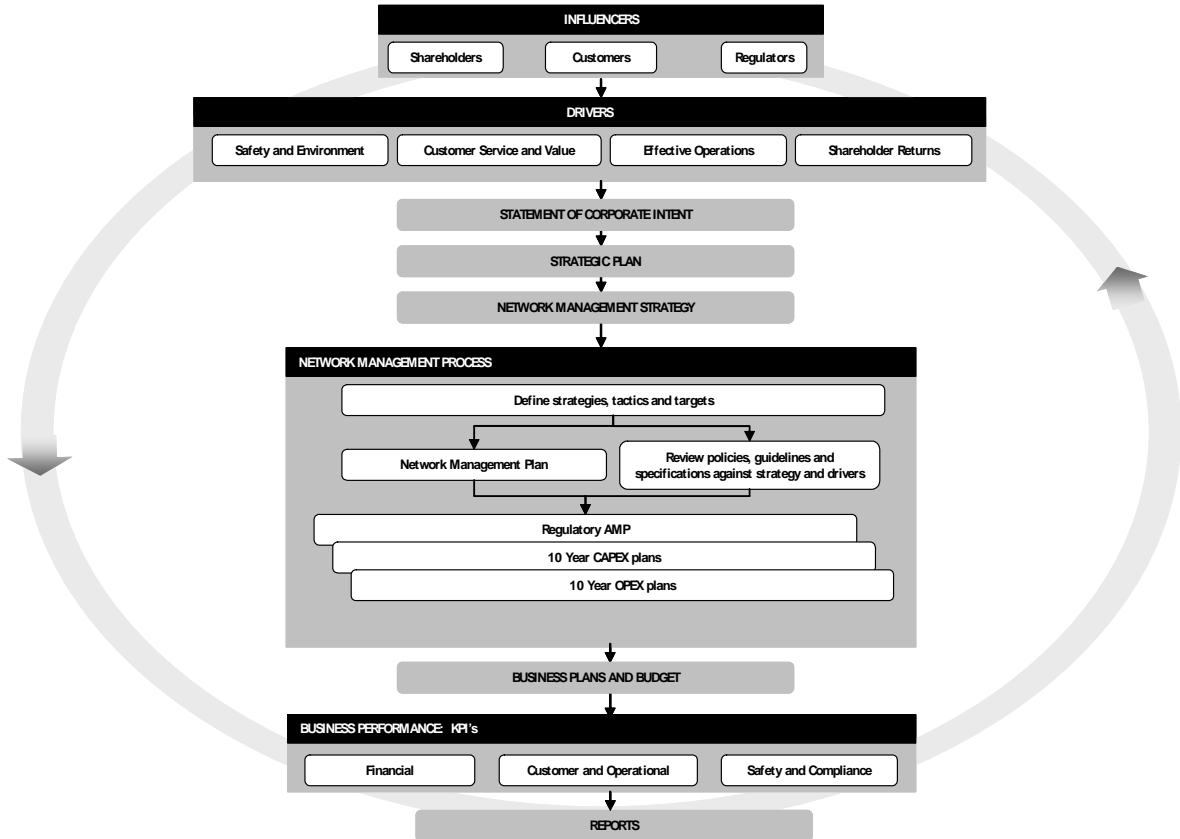 INFLUENCERS
Shareholders
Customers
Regulators
DRIVERS
Safety and Environment
Customer Service and Value
Effective Operations
Shareholder Returns
STATEMENT OF CORPORATE INTENT
STRATEGIC PLAN
NETWORK MANAGEMENT STRATEGY
NETWORK MANAGEMENT PROCESS
Define strategies, tactics and targets
Network Management Plan
Review policies, guidelines and
specifications against strategy and drivers
Regulatory AMP
10 Year CAPEX plans
10 Year OPEX plans
BUSINESS PLANS AND BUDGET
BUSINESS PERFORMANCE: KPI's
Financial
Customer and Operational
Safety and Compliance
REPORTS